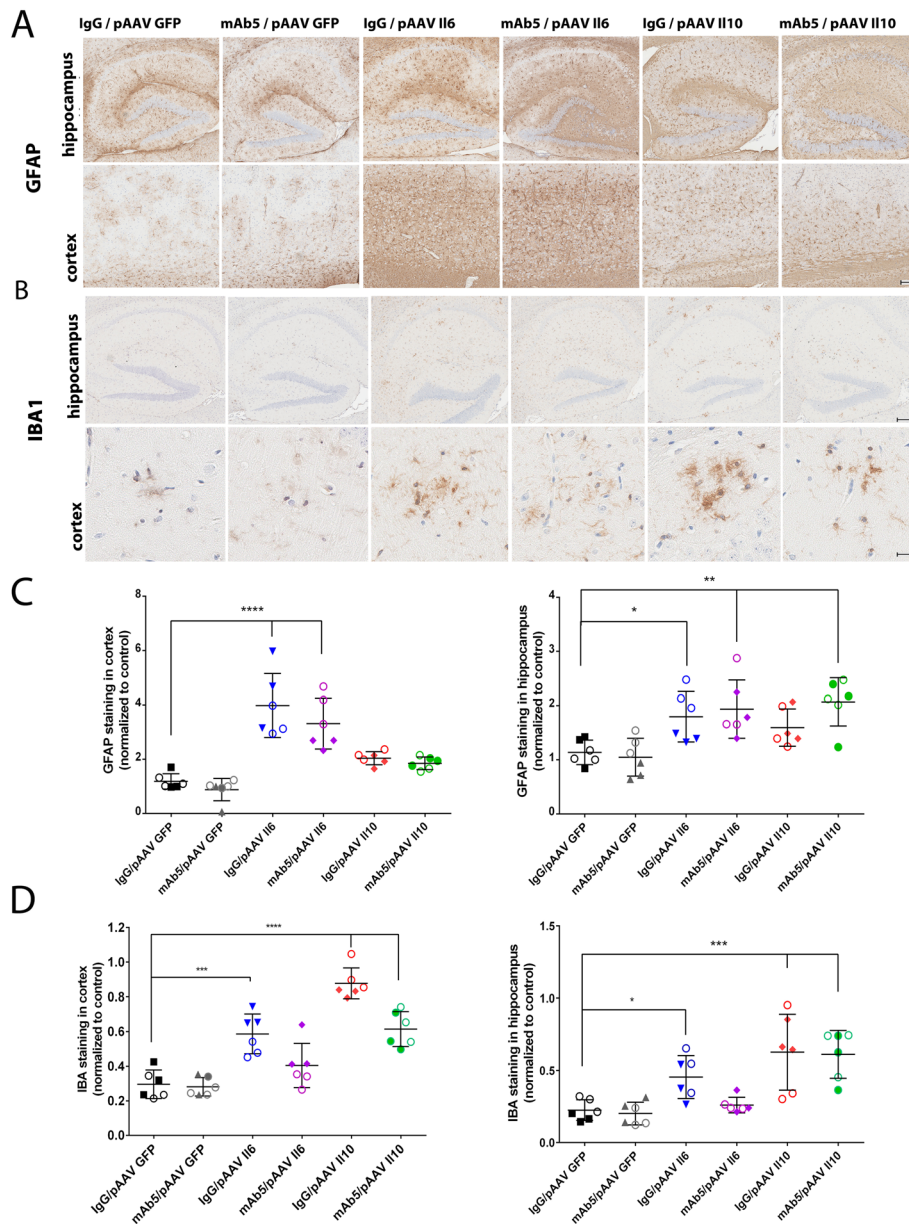 A
IgG / pAAV GFP mAb5 / pAAV GFP IgG / pAAV Il6 mAb5 / pAAV Il6 IgG / pAAV Il10 mAb5 / pAAV Il10
GFAP
hippocampus
cortex
B
IBA1
hippocampus
cortex
C
GFAP staining in cortex
(normalized to control)
8
6
4
2
0
****
IgG/pAAV GFP
mAb5/pAAV GFP
IgG/pAAV Il6
mAb5/pAAV Il6
IgG/pAAV Il10
mAb5/pAAV Il10
GFAP staining in hippocampus
(normalized to control)
4
3
2
1
0
*
**
IgG/pAAV GFP
mAb5/pAAV GFP
IgG/pAAV Il6
mAb5/pAAV Il6
IgG/pAAV Il10
mAb5/pAAV Il10
D
IBA staining in cortex
(normalized to control)
1.2
1.0
0.8
0.6
0.4
0.2
0.0
***
****
IgG/pAAV GFP
mAb5/pAAV GFP
IgG/pAAV Il6
mAb5/pAAV Il6
IgG/pAAV Il10
mAb5/pAAV Il10
IBA staining in hippocampus
(normalized to control)
1.5
1.0
0.5
0.0
*
***
IgG/pAAV GFP
mAb5/pAAV GFP
IgG/pAAV Il6
mAb5/pAAV Il6
IgG/pAAV Il10
mAb5/pAAV Il10